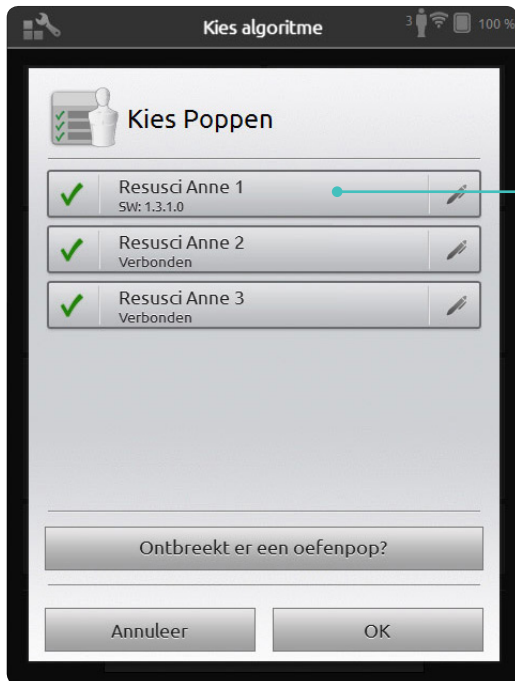 Kies algoritme
3 100 %
Kies Poppen
Resusci Anne 1
SW: 1.3.1.0
Resusci Anne 2
Verbonden
Resusci Anne 3
Verbonden
Ontbreekt er een oefenpop?
Annuleer OK